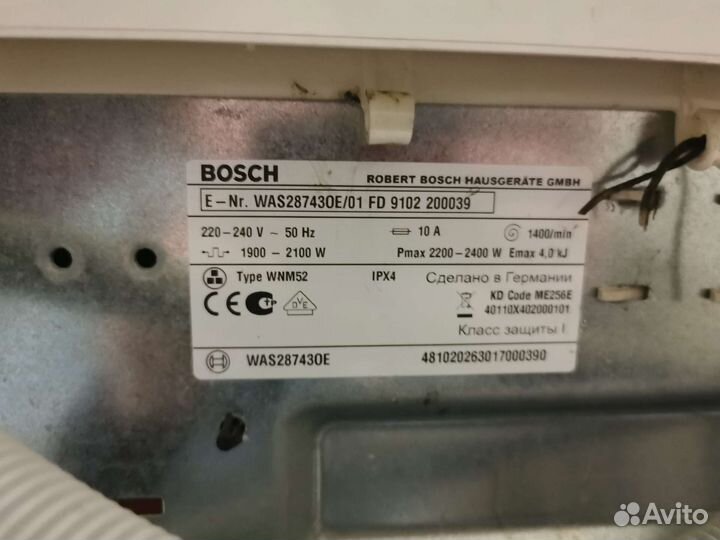 BOSCH
ROBERT BOSCH HAUSGERÄTE GMBH
E-Nr. WAS28743OE/01 FD 9102 200039
220-240 V ~ 50 Hz 10 A 1400/min
1900 - 2100 W Pmax 2200-2400 W Emax 4,0 kJ
Type WNM52 IPX4 Сделано в Германии
KD Code ME256E
40110X402000101
Класс защиты I
WAS28743OE 481020263017000390
Avito